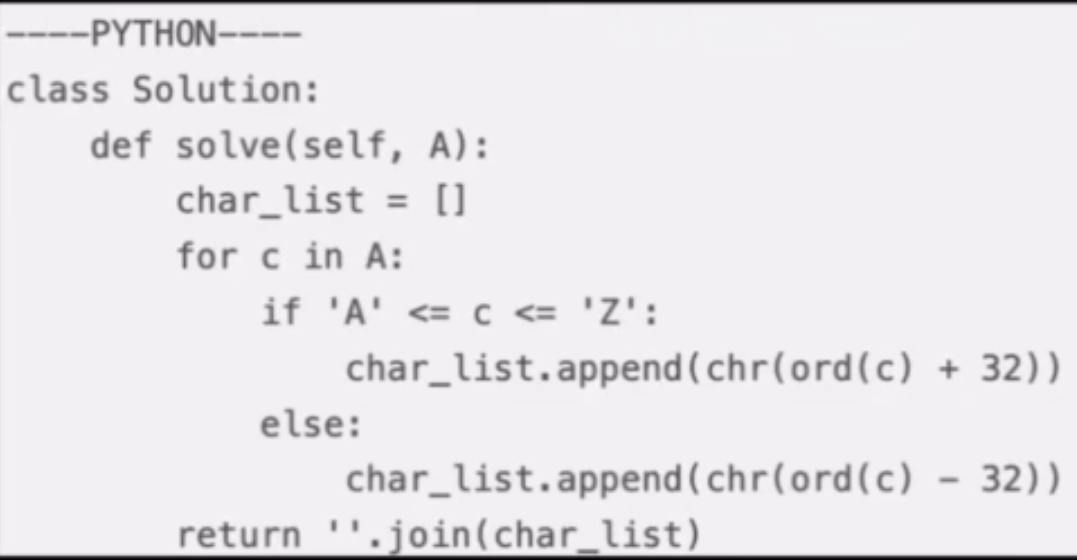 ----PYTHON----
class Solution:
    def solve(self, A):
        char_list = []
        for c in A:
            if 'A' <= c <= 'Z':
                char_list.append(chr(ord(c) + 32))
            else:
                char_list.append(chr(ord(c) - 32))
        return ''.join(char_list)